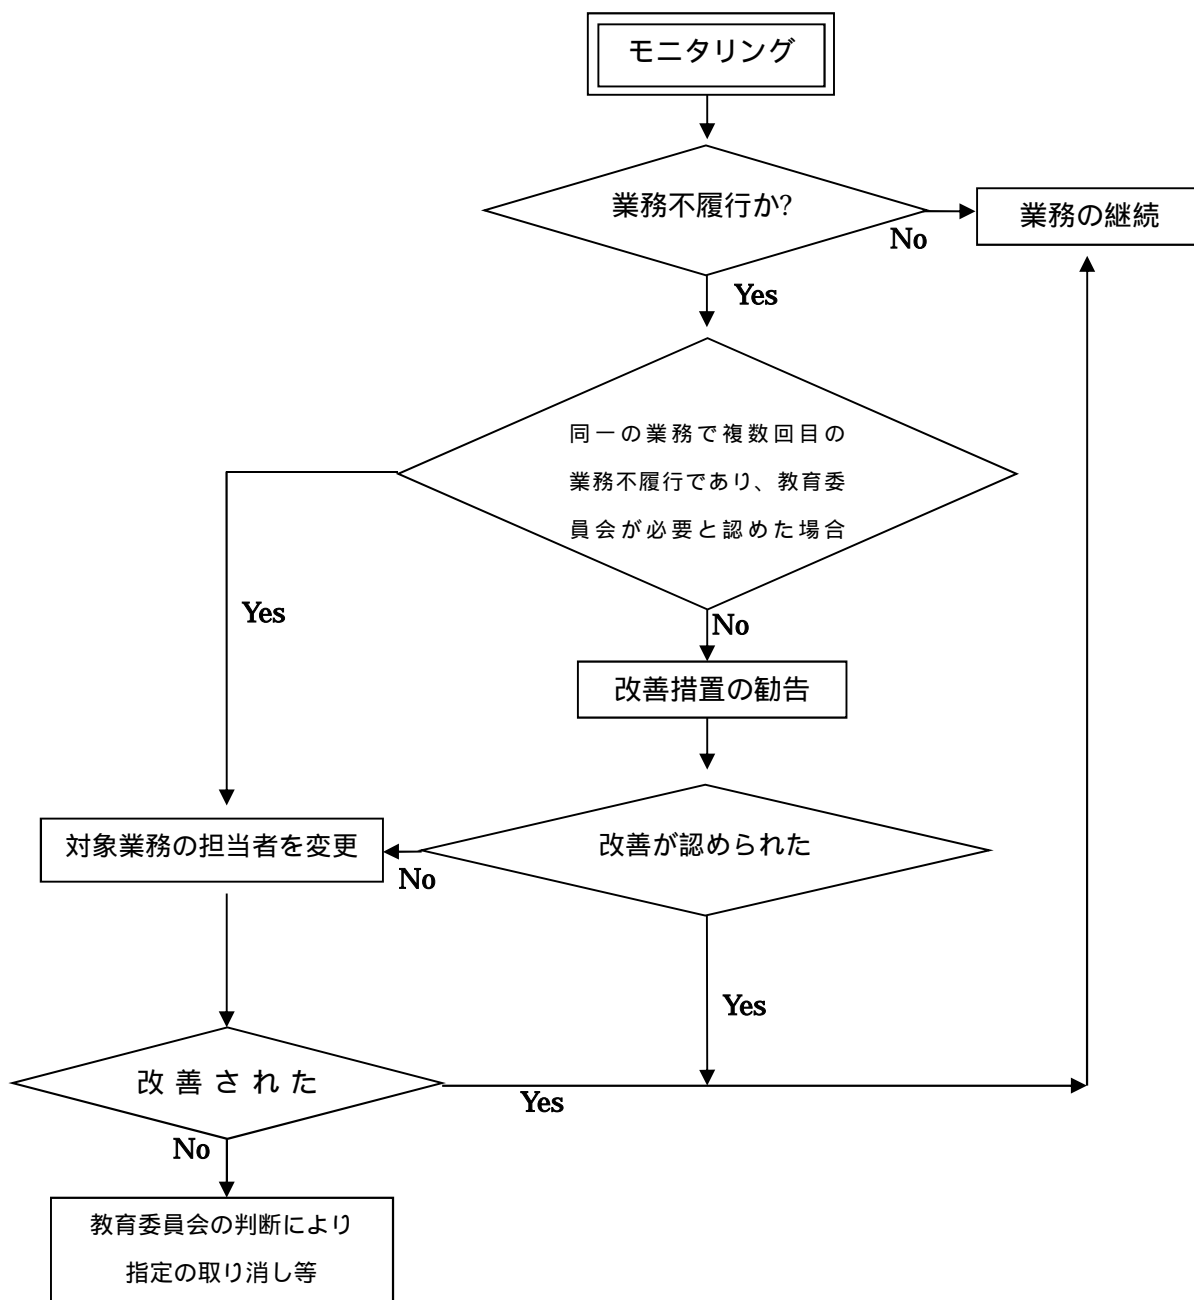 モニタリング
業務不履行か?
業務の継続
No
Yes
同一の業務で複数回目の
業務不履行であり、教育委
員会が必要と認めた場合
Yes
No
改善措置の勧告
対象業務の担当者を変更
改善が認められた
No
Yes
改善された
Yes
No
教育委員会の判断により
指定の取り消し等